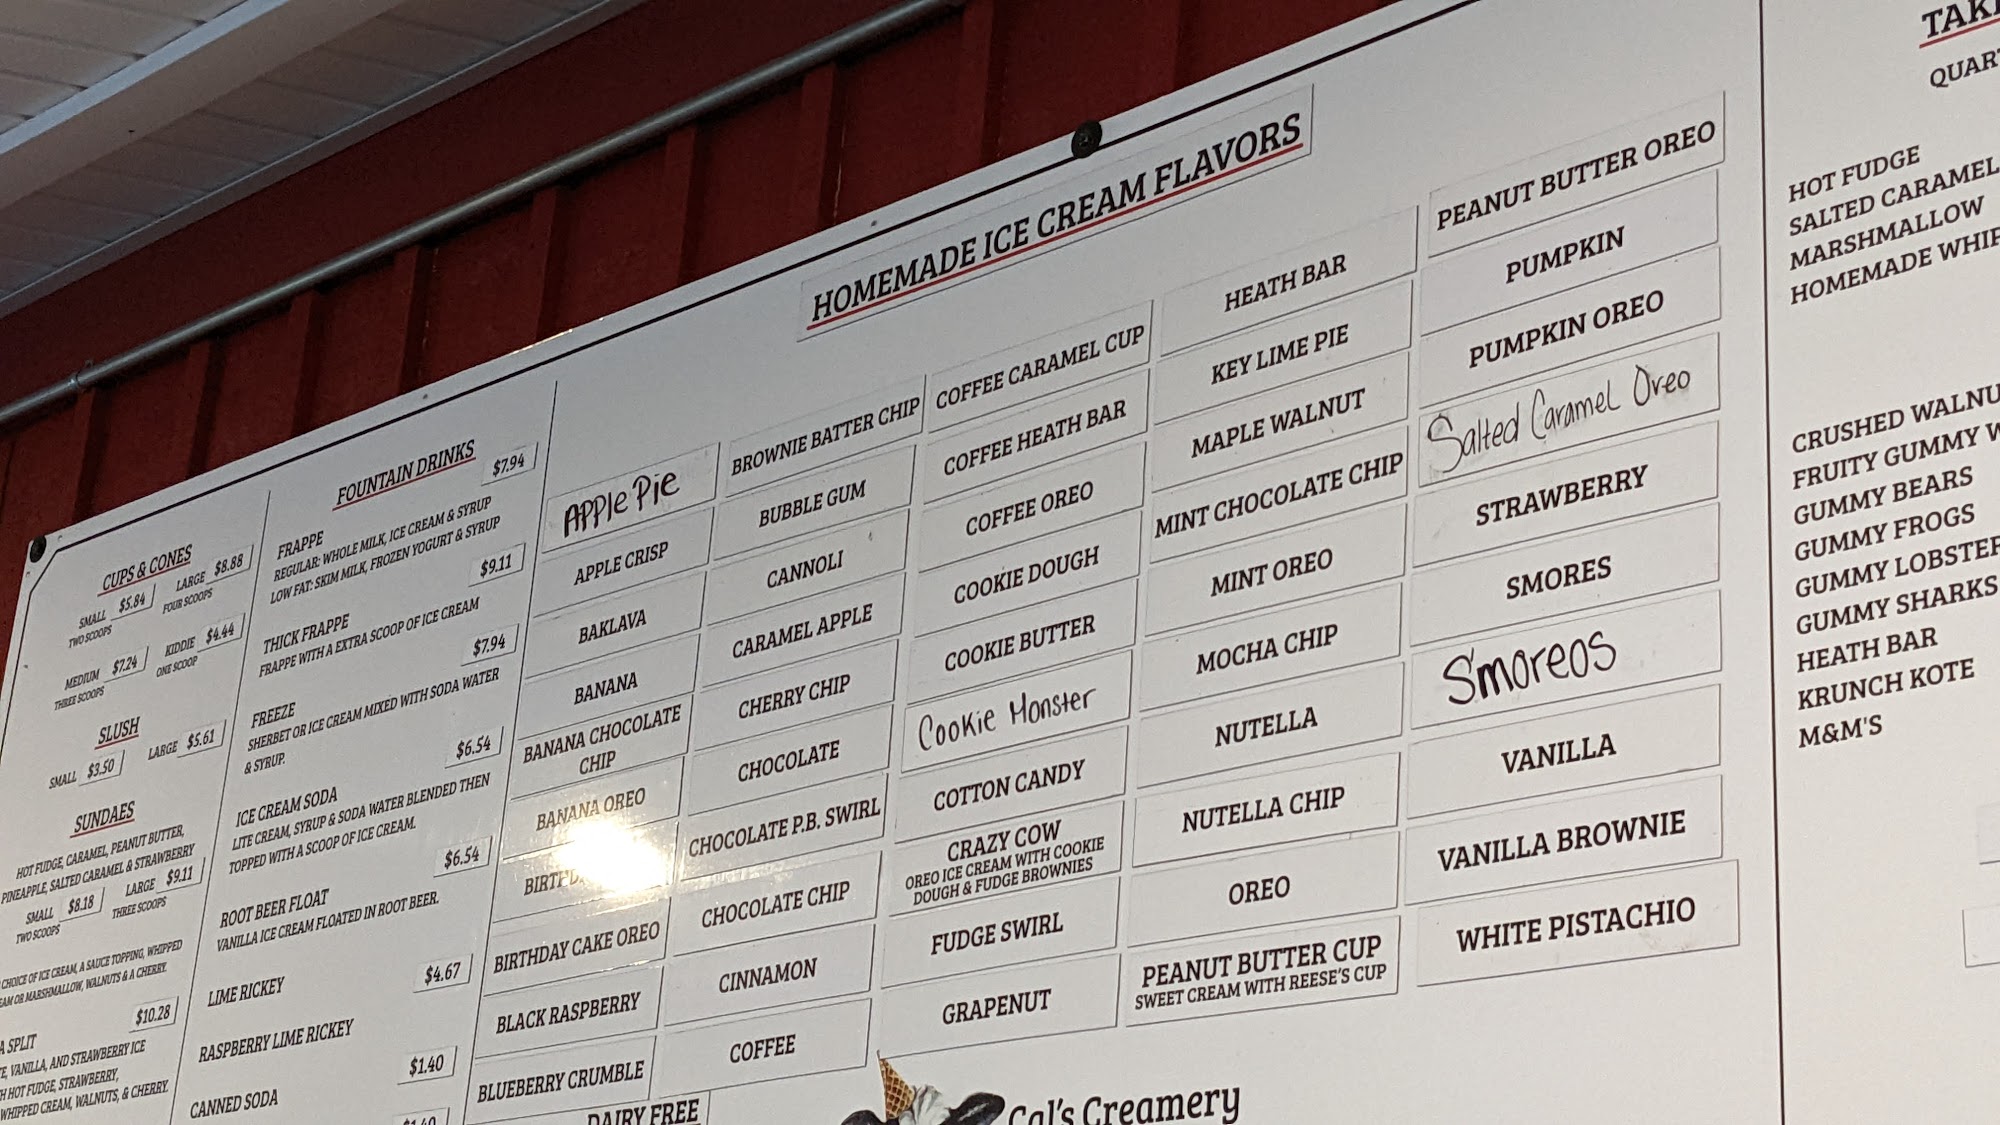 CUPS & CONES
SMALL $5.84
TWO SCOOPS
LARGE $8.88
FOUR SCOOPS
MEDIUM $7.24
THREE SCOOPS
KIDDIE $4.44
ONE SCOOP
SLUSH
SMALL $3.50
LARGE $5.61
SUNDAES
HOT FUDGE, CARAMEL, PEANUT BUTTER,
PINEAPPLE, SALTED CARAMEL & STRAWBERRY
SMALL $8.18
TWO SCOOPS
LARGE $9.11
THREE SCOOPS
CHOICE OF ICE CREAM, A SAUCE TOPPING, WHIPPED
OR MARSHMALLOW, WALNUTS & A CHERRY.
$10.28
A SPLIT
VANILLA, AND STRAWBERRY ICE
HOT FUDGE, STRAWBERRY,
WHIPPED CREAM, WALNUTS, & CHERRY.
FOUNTAIN DRINKS
$7.94
FRAPPE
REGULAR: WHOLE MILK, ICE CREAM & SYRUP
LOW FAT: SKIM MILK, FROZEN YOGURT & SYRUP
$9.11
THICK FRAPPE
FRAPPE WITH A EXTRA SCOOP OF ICE CREAM
$7.94
FREEZE
SHERBET OR ICE CREAM MIXED WITH SODA WATER
& SYRUP.
$6.54
ICE CREAM SODA
LITE CREAM, SYRUP & SODA WATER BLENDED THEN
TOPPED WITH A SCOOP OF ICE CREAM.
$6.54
ROOT BEER FLOAT
VANILLA ICE CREAM FLOATED IN ROOT BEER.
$4.67
LIME RICKEY
RASPBERRY LIME RICKEY
$1.40
CANNED SODA
$1.40
HOMEMADE ICE CREAM FLAVORS
APPLE PiE
APPLE CRISP
BAKLAVA
BANANA
BANANA CHOCOLATE
CHIP
BANANA OREO
BIRTHDAY CAKE OREO
BLACK RASPBERRY
BLUEBERRY CRUMBLE
DAIRY FREE
BROWNIE BATTER CHIP
BUBBLE GUM
CANNOLI
CARAMEL APPLE
CHERRY CHIP
CHOCOLATE
CHOCOLATE P.B. SWIRL
CHOCOLATE CHIP
CINNAMON
COFFEE
COFFEE CARAMEL CUP
COFFEE HEATH BAR
COFFEE OREO
COOKIE DOUGH
COOKIE BUTTER
Cookie Monster
COTTON CANDY
CRAZY COW
OREO ICE CREAM WITH COOKIE
DOUGH & FUDGE BROWNIES
FUDGE SWIRL
GRAPENUT
HEATH BAR
KEY LIME PIE
MAPLE WALNUT
MINT CHOCOLATE CHIP
MINT OREO
MOCHA CHIP
NUTELLA
NUTELLA CHIP
OREO
PEANUT BUTTER CUP
SWEET CREAM WITH REESE'S CUP
PEANUT BUTTER OREO
PUMPKIN
PUMPKIN OREO
Salted Caramel Oreo
STRAWBERRY
SMORES
S'moreos
VANILLA
VANILLA BROWNIE
WHITE PISTACHIO
Cal's Creamery
HOT FUDGE
SALTED CARAMEL
MARSHMALLOW
HOMEMADE
CRUSHED
FRUITY GUMMY
GUMMY BEARS
GUMMY FROGS
GUMMY
GUMMY SHARKS
HEATH BAR
KRUNCH KOTE
M&M'S